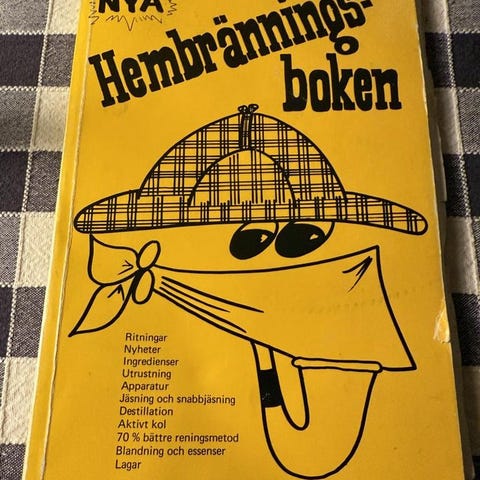 NYA
Hembrännings-
boken
Ritningar
Nyheter
Ingredienser
Utrustning
Apparatur
Jäsning och snabbjäsning
Destillation
Aktivt kol
70 % bättre reningsmetod
Blandning och essenser
Lagar